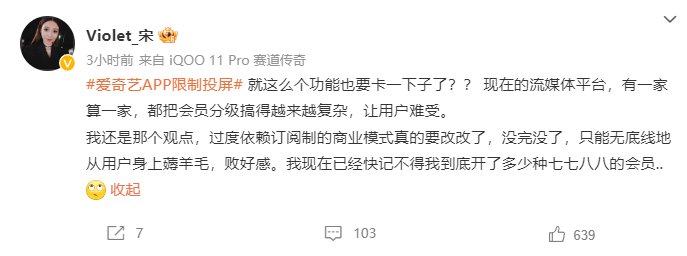 Violet_宋
3小时前 来自 iQOO 11 Pro 赛道传奇
#爱奇艺APP限制投屏# 就这么个功能也要卡一下子了？？ 现在的流媒体平台，有一家
算一家，都把会员分级搞得越来越复杂，让用户难受。
我还是那个观点，过度依赖订阅制的商业模式真的要改改了，没完没了，只能无底线地
从用户身上薅羊毛，败好感。我现在已经快记不得我到底开了多少种七七八八的会员..
收起
7 103 639